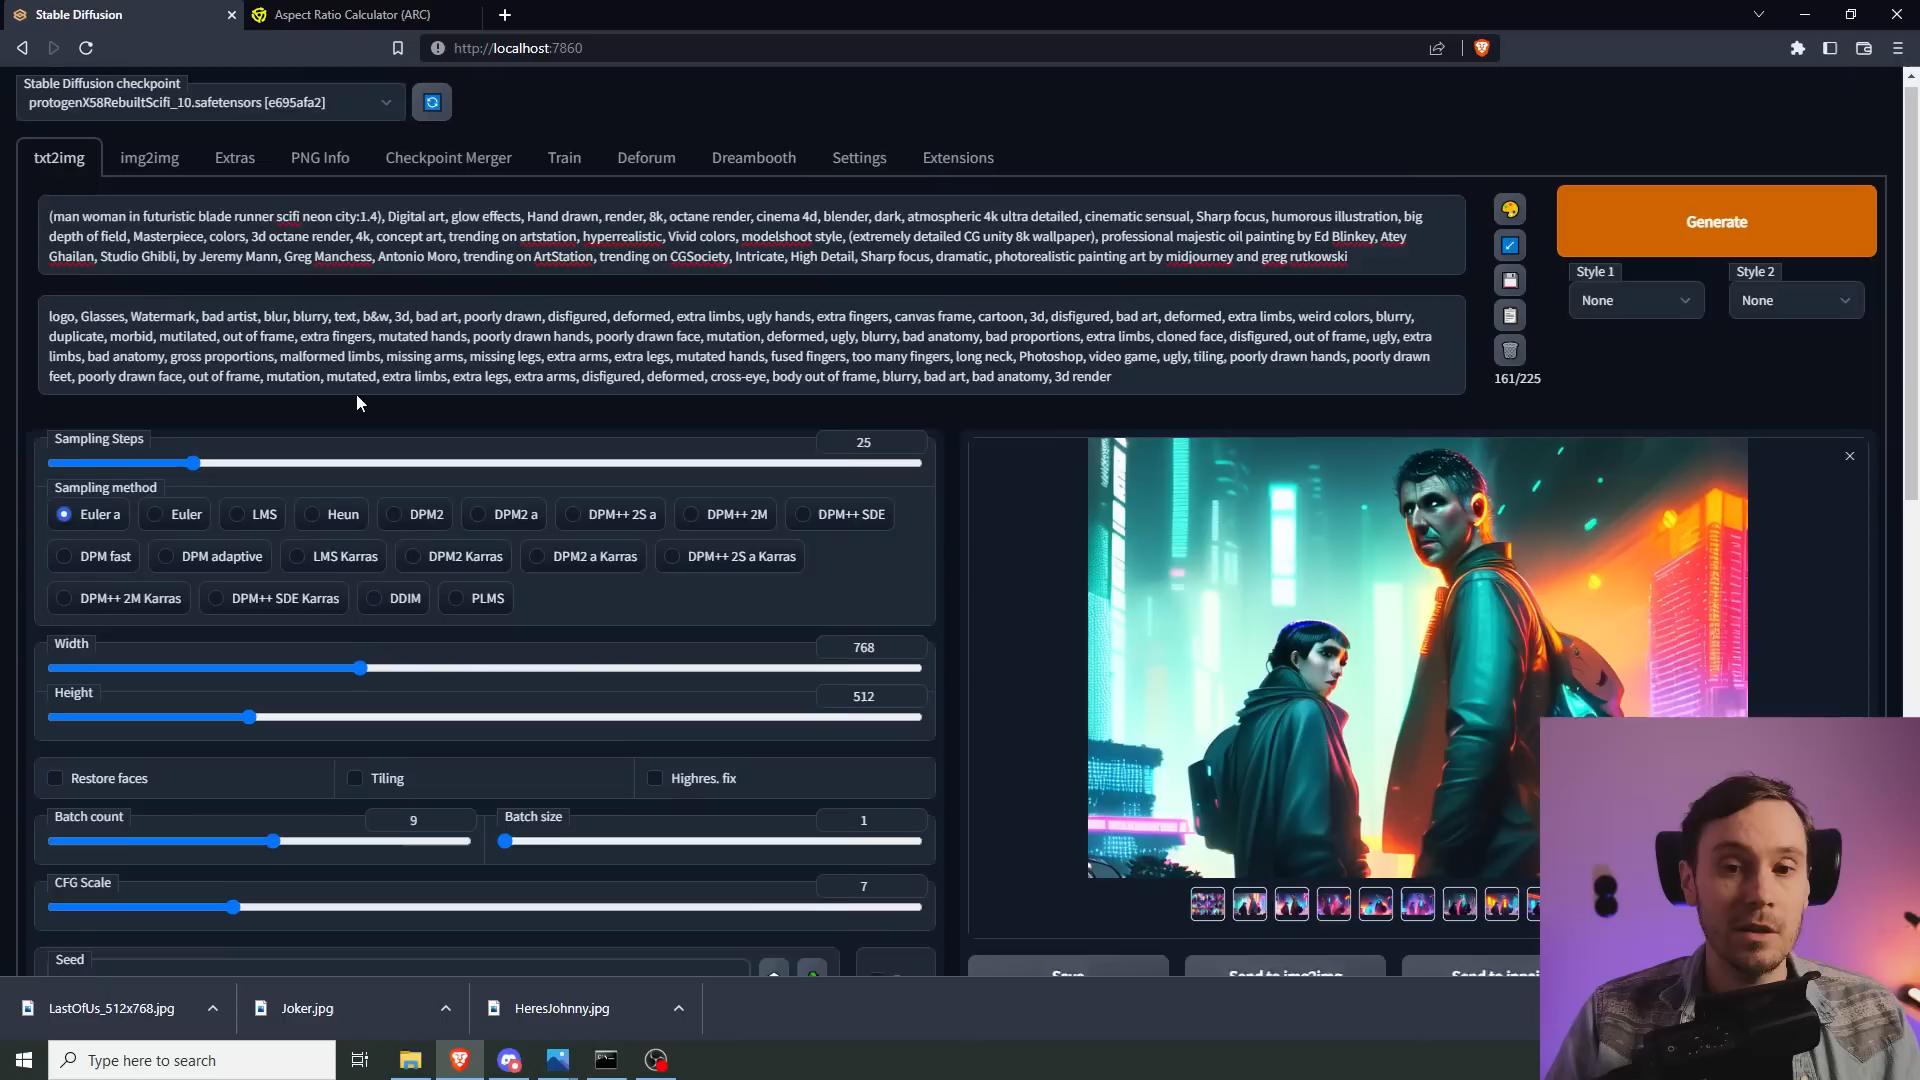 Stable Diffusion
Aspect Ratio Calculator (ARC)
http://localhost:7860
Stable Diffusion checkpoint
protogenX58RebuiltScifi_10.safetensors [e695afa2]
txt2img
img2img
Extras
PNG Info
Checkpoint Merger
Train
Deforum
Dreambooth
Settings
Extensions
(man woman in futuristic blade runner scifi neon city:1.4), Digital art, glow effects, Hand drawn, render, 8k, octane render, cinema 4d, blender, dark, atmospheric 4k ultra detailed, cinematic sensual, Sharp focus, humorous illustration, big
depth of field, Masterpiece, colors, 3d octane render, 4k, concept art, trending on artstation, hyperrealistic, Vivid colors, modelshoot style, (extremely detailed CG unity 8k wallpaper), professional majestic oil painting by Ed Blinkey, Atey
Ghailan, Studio Ghibli, by Jeremy Mann, Greg Manchess, Antonio Moro, trending on ArtStation, trending on CGSociety, Intricate, High Detail, Sharp focus, dramatic, photorealistic painting art by midjourney and greg rutkowski
logo, Glasses, Watermark, bad artist, blur, blurry, text, b&w, 3d, bad art, poorly drawn, disfigured, deformed, extra limbs, ugly hands, extra fingers, canvas frame, cartoon, 3d, disfigured, bad art, deformed, extra limbs, weird colors, blurry,
duplicate, morbid, mutilated, out of frame, extra fingers, mutated hands, poorly drawn hands, poorly drawn face, mutation, deformed, ugly, blurry, bad anatomy, bad proportions, extra limbs, cloned face, disfigured, out of frame, ugly, extra
limbs, bad anatomy, gross proportions, malformed limbs, missing arms, missing legs, extra arms, extra legs, mutated hands, fused fingers, too many fingers, long neck, Photoshop, video game, ugly, tiling, poorly drawn hands, poorly drawn
feet, poorly drawn face, out of frame, mutation, mutated, extra limbs, extra legs, extra arms, disfigured, deformed, cross-eye, body out of frame, blurry, bad art, bad anatomy, 3d render
161/225
Generate
Style 1
Style 2
None
None
Sampling Steps
25
Sampling method
Euler a
Euler
LMS
Heun
DPM2
DPM2 a
DPM++ 2S a
DPM++ 2M
DPM++ SDE
DPM fast
DPM adaptive
LMS Karras
DPM2 Karras
DPM2 a Karras
DPM++ 2S a Karras
DPM++ 2M Karras
DPM++ SDE Karras
DDIM
PLMS
Width
768
Height
512
Restore faces
Tiling
Highres. fix
Batch count
9
Batch size
1
CFG Scale
7
Seed
Save
Send to img2img
LastOfUs_512x768.jpg
Joker.jpg
HeresJohnny.jpg
Type here to search